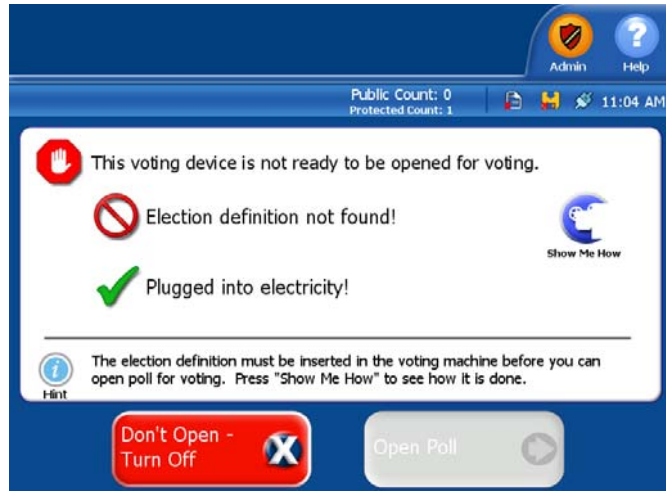 Admin
Help
Public Count: 0
Protected Count: 1
11:04 AM
This voting device is not ready to be opened for voting.
Election definition not found!
Show Me How
Plugged into electricity!
Hint
The election definition must be inserted in the voting machine before you can
open poll for voting. Press "Show Me How" to see how it is done.
Don't Open -
Turn Off
Open Poll